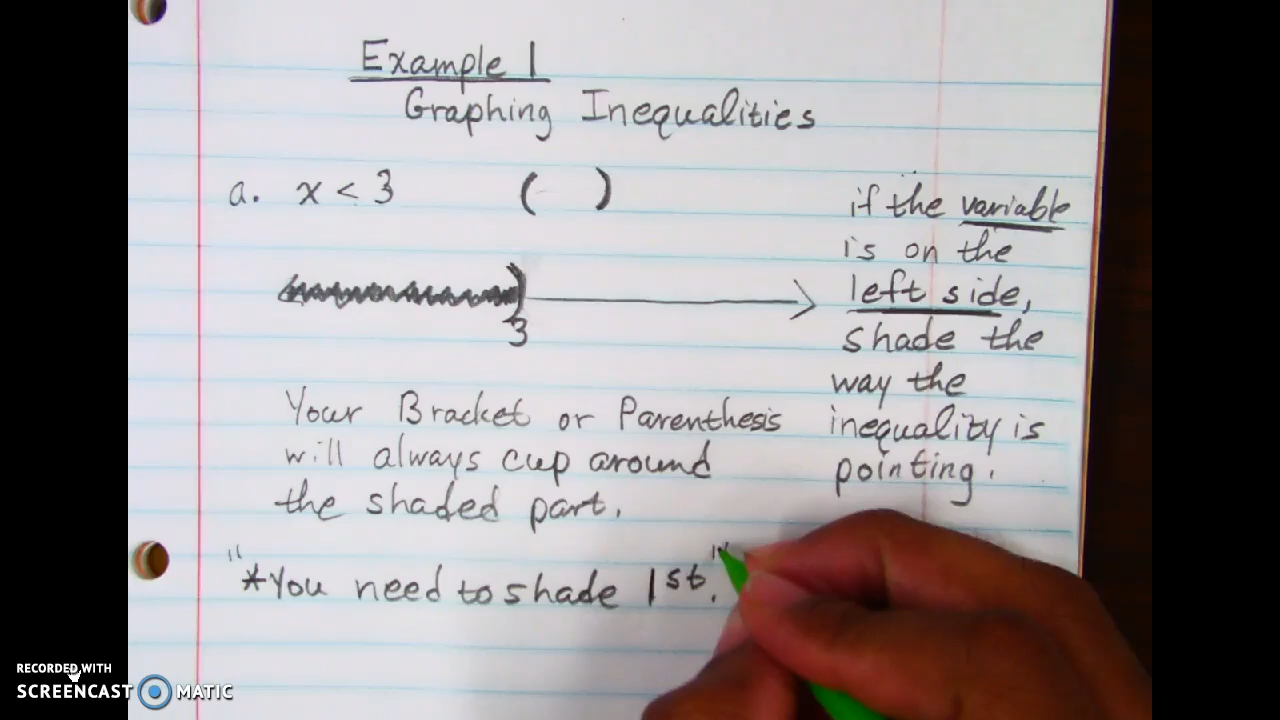 Example 1
Graphing Inequalities
a. x < 3 ( )
if the variable
is on the
left side,
shade the
way the
inequality is
pointing.
)
3
Your Bracket or Parenthesis
will always cup around
the shaded part.
"*You need to shade 1st."
RECORDED WITH
SCREENCAST MATIC